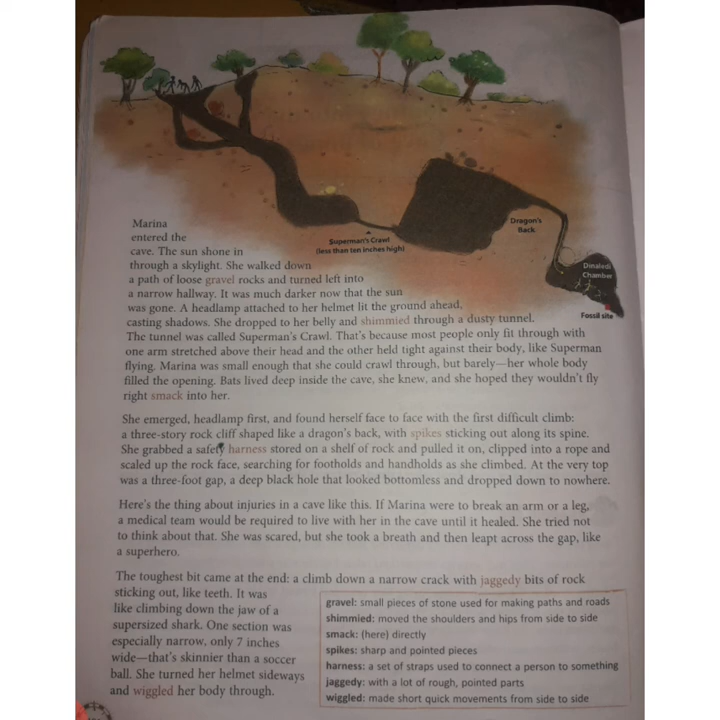 Superman's Crawl
(less than ten inches high)
Dragon's
Back
Dinaledi
Chamber
Fossil site
Marina
entered the
cave. The sun shone in
through a skylight. She walked down
a path of loose gravel rocks and turned left into
a narrow hallway. It was much darker now that the sun
was gone. A headlamp attached to her helmet lit the ground ahead,
casting shadows. She dropped to her belly and shimmied through a dusty tunnel.
The tunnel was called Superman's Crawl. That's because most people only fit through with
one arm stretched above their head and the other held tight against their body, like Superman
flying. Marina was small enough that she could crawl through, but barely—her whole body
filled the opening. Bats lived deep inside the cave, she knew, and she hoped they wouldn't fly
right smack into her.
She emerged, headlamp first, and found herself face to face with the first difficult climb:
a three-story rock cliff shaped like a dragon's back, with spikes sticking out along its spine.
She grabbed a safety harness stored on a shelf of rock and pulled it on, clipped into a rope and
scaled up the rock face, searching for footholds and handholds as she climbed. At the very top
was a three-foot gap, a deep black hole that looked bottomless and dropped down to nowhere.
Here's the thing about injuries in a cave like this. If Marina were to break an arm or a leg,
a medical team would be required to live with her in the cave until it healed. She tried not
to think about that. She was scared, but she took a breath and then leapt across the gap, like
a superhero.
The toughest bit came at the end: a climb down a narrow crack with jaggedy bits of rock
sticking out, like teeth. It was
like climbing down the jaw of a
supersized shark. One section was
especially narrow, only 7 inches
wide—that's skinnier than a soccer
ball. She turned her helmet sideways
and wiggled her body through.
gravel: small pieces of stone used for making paths and roads
shimmied: moved the shoulders and hips from side to side
smack: (here) directly
spikes: sharp and pointed pieces
harness: a set of straps used to connect a person to something
jaggedy: with a lot of rough, pointed parts
wiggled: made short quick movements from side to side